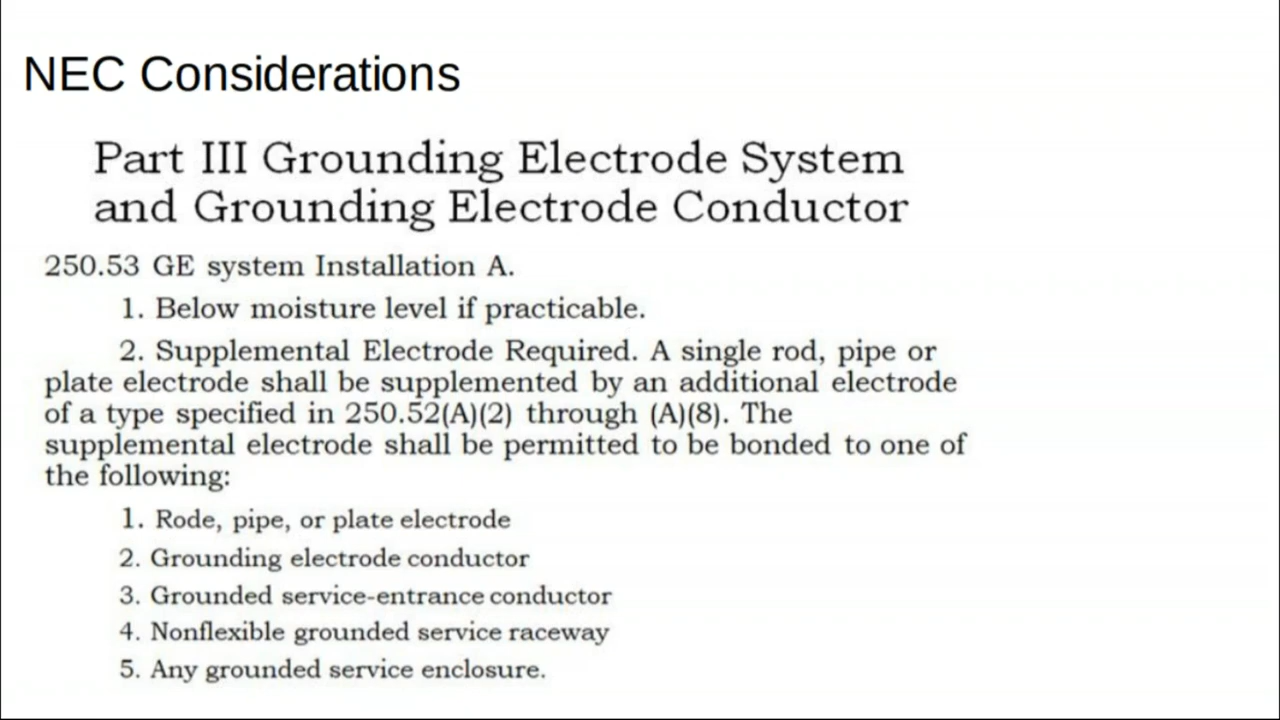 NEC Considerations
Part III Grounding Electrode System
and Grounding Electrode Conductor
250.53 GE system Installation A.
1. Below moisture level if practicable.
2. Supplemental Electrode Required. A single rod, pipe or
plate electrode shall be supplemented by an additional electrode
of a type specified in 250.52(A)(2) through (A)(8). The
supplemental electrode shall be permitted to be bonded to one of
the following:
1. Rode, pipe, or plate electrode
2. Grounding electrode conductor
3. Grounded service-entrance conductor
4. Nonflexible grounded service raceway
5. Any grounded service enclosure.